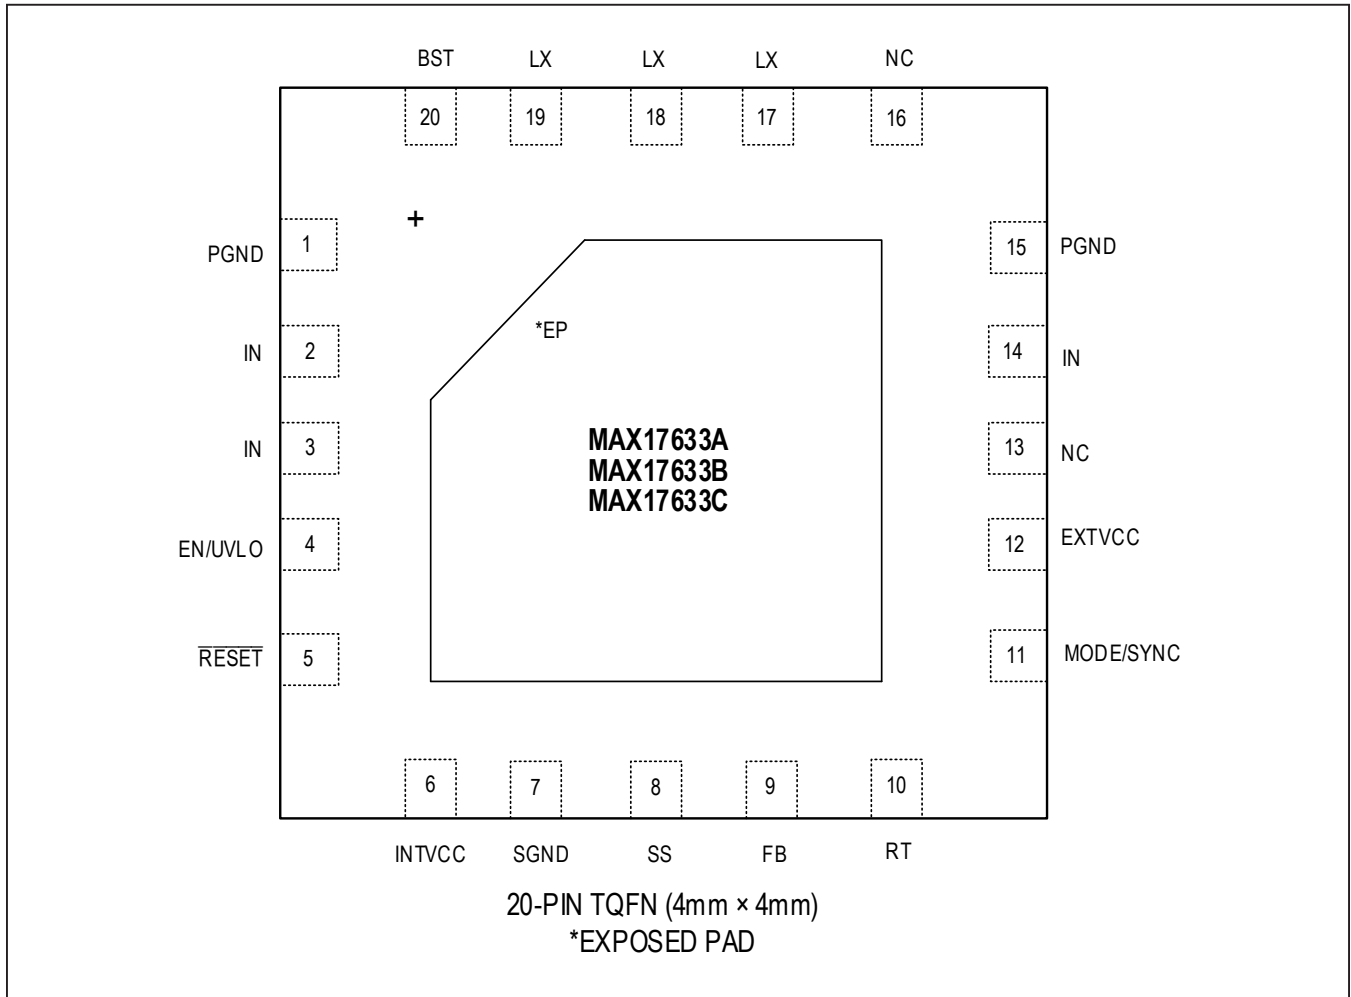 BST LX LX LX NC
20 19 18 17 16
+
PGND 1
15 PGND
IN 2
14 IN
*EP
IN 3
13 NC
MAX17633A
MAX17633B
MAX17633C
EN/UVLO 4
12 EXTVCC
RESET 5
11 MODE/SYNC
6 7 8 9 10
INTVCC SGND SS FB RT
20-PIN TQFN (4mm × 4mm)
*EXPOSED PAD